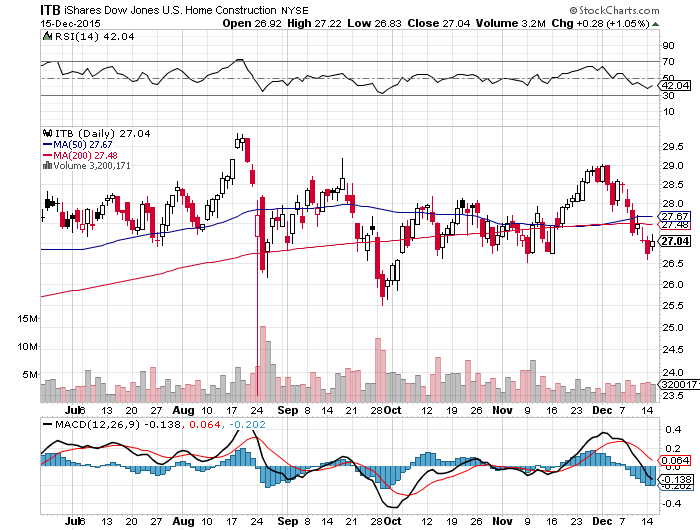 ITB iShares Dow Jones U.S. Home Construction NYSE © StockCharts.com
15-Dec-2015 Open 26.92 High 27.22 Low 26.83 Close 27.04 Volume 3.2M Chg +0.28 (+1.05%)
RSI(14) 42.04
90
70
50
42.04
30
10
ITB (Daily) 27.04
MA(50) 27.67
MA(200) 27.48
Volume 3,200,171
29.5
29.0
28.5
28.0
27.67
27.48
27.04
26.5
26.0
25.5
25.0
24.5
24.0
23.5
15M
10M
5M
3200171
Jul 6 13 20 27 Aug 10 17 24 Sep 8 14 21 28 Oct 12 19 26 Nov 9 16 23 Dec 7 14
MACD(12,26,9) -0.138, 0.064, -0.202
0.4
0.2
0.064
0.0
-0.138
-0.202
-0.4
Jul 6 13 20 27 Aug 10 17 24 Sep 8 14 21 28 Oct 12 19 26 Nov 9 16 23 Dec 7 14